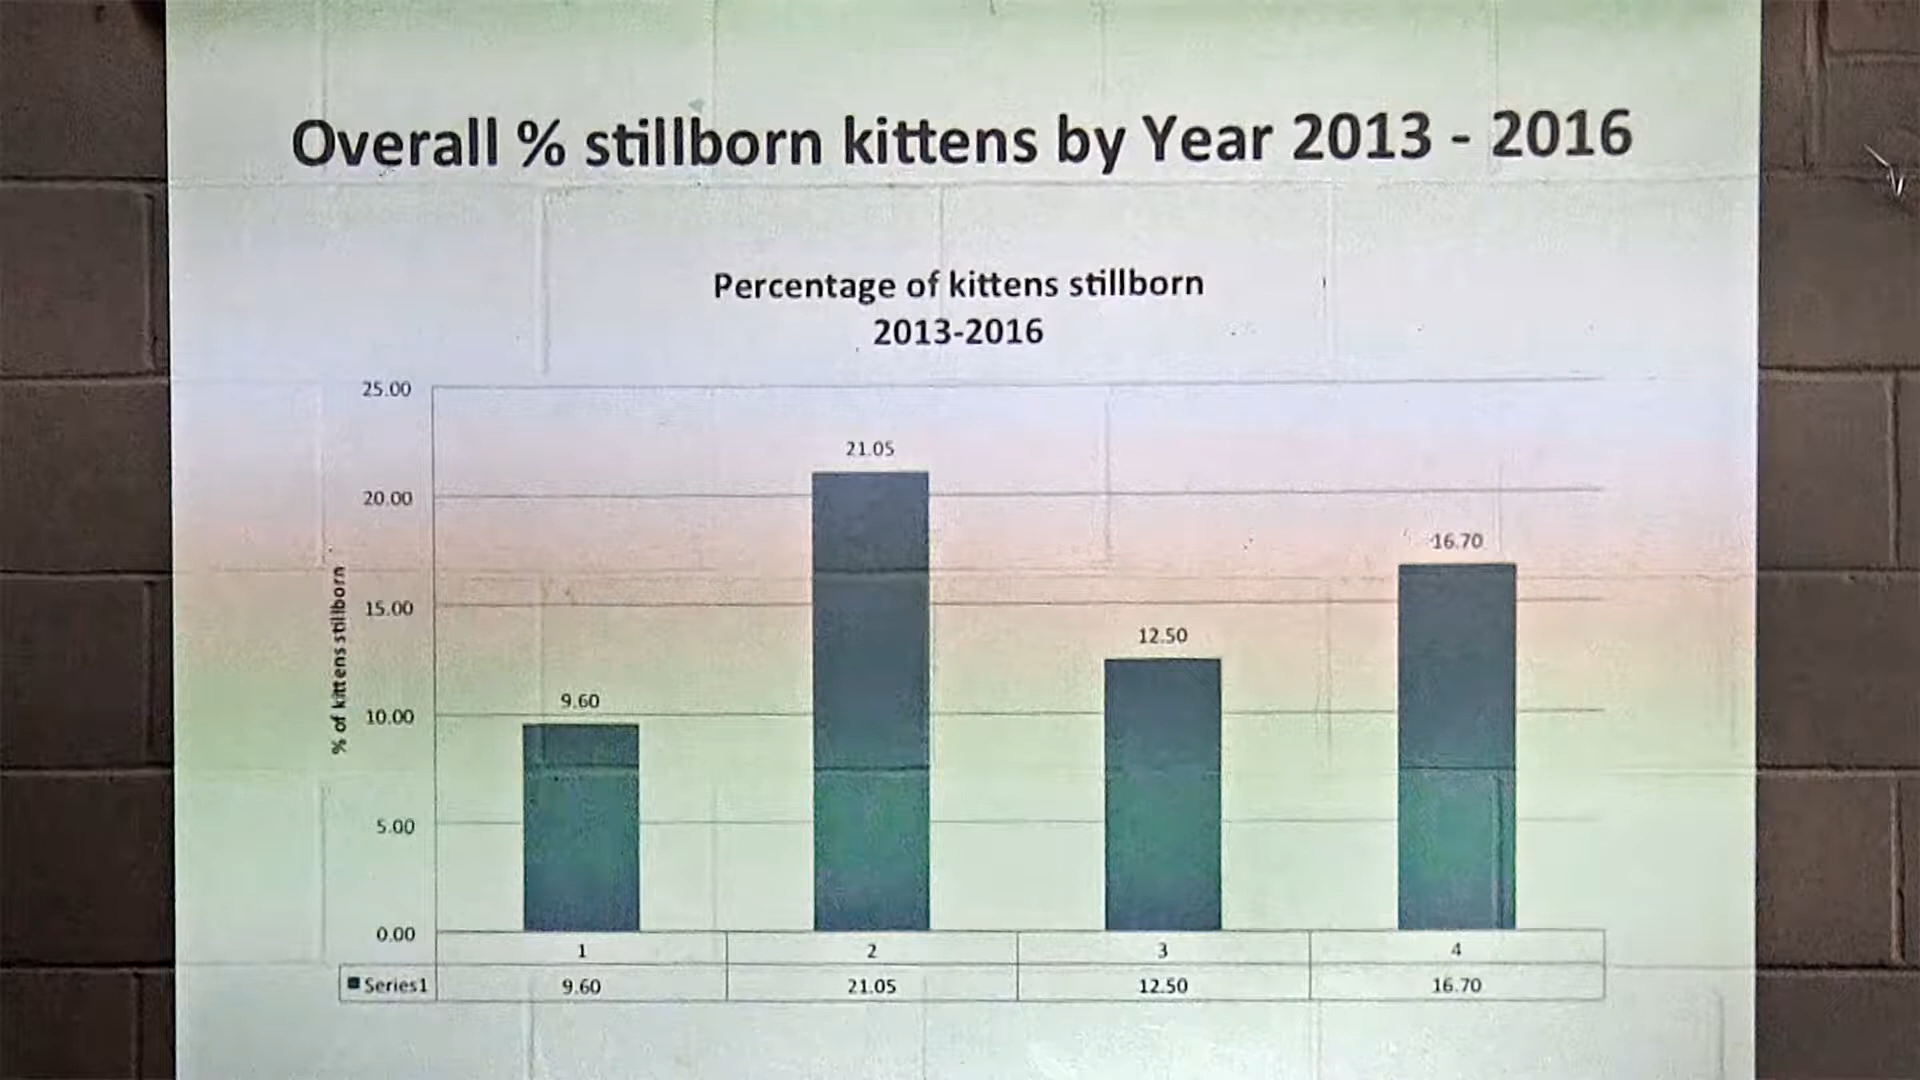 Overall % stillborn kittens by Year 2013 - 2016
Percentage of kittens stillborn
2013-2016
25.00
20.00
15.00
10.00
5.00
0.00
% of kittens stillborn
9.60
21.05
12.50
16.70
1 2 3 4
Series1 9.60 21.05 12.50 16.70